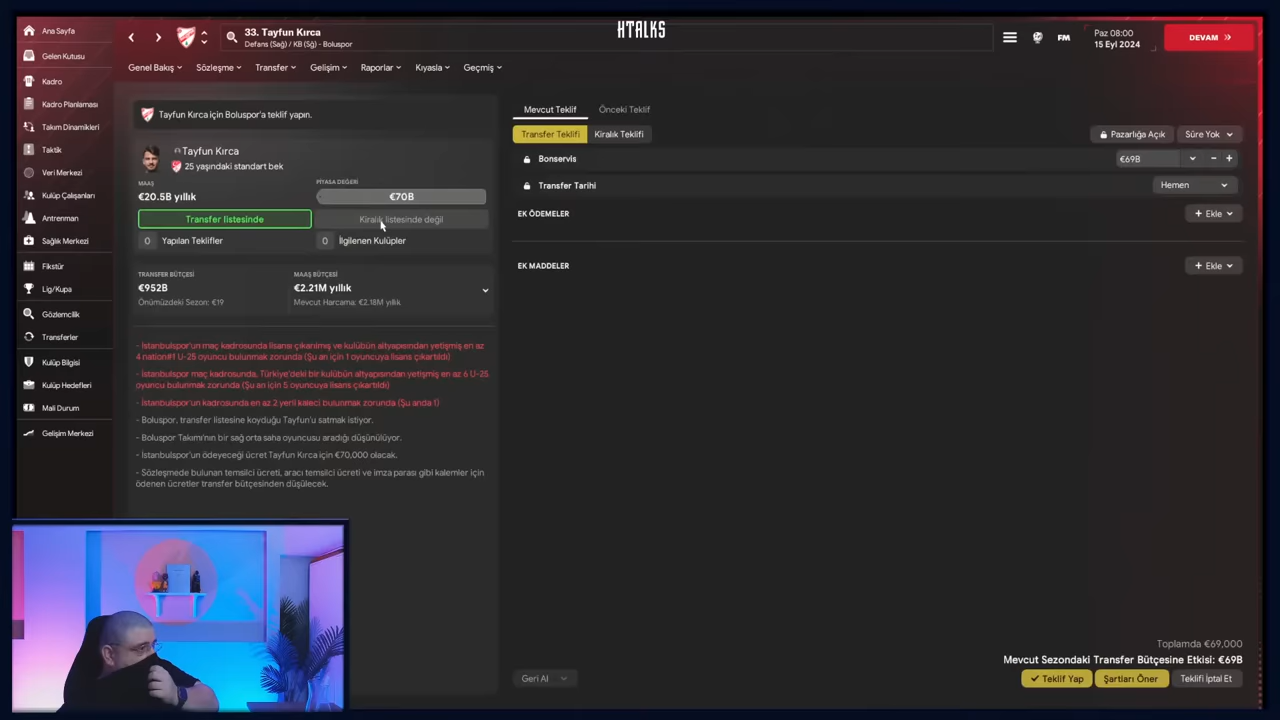 HTALKS
Ana Sayfa
Gelen Kutusu
Kadro
Kadro Planlaması
Takım Dinamikleri
Taktik
Veri Merkezi
Kulüp Çalışanları
Antrenman
Sağlık Merkezi
Fikstür
Lig/Kupa
Gözlemcilik
Transferler
Kulüp Bilgisi
Kulüp Hedefleri
Mali Durum
Gelişim Merkezi
33. Tayfun Kırca
Defans (Sağ) / KB (Sğ) - Boluspor
FM
Paz 08:00
15 Eyl 2024
DEVAM
Genel Bakış
Sözleşme
Transfer
Gelişim
Raporlar
Kıyasla
Geçmiş
Tayfun Kırca için Boluspor'a teklif yapın.
Tayfun Kırca
25 yaşındaki standart bek
MAAŞ
€20.5B yıllık
PİYASA DEĞERİ
€70B
Transfer listesinde
Kiralık listesinde değil
0 Yapılan Teklifler
0 İlgilenen Kulüpler
TRANSFER BÜTÇESİ
€952B
Önümüzdeki Sezon: €19
MAAŞ BÜTÇESİ
€2.21M yıllık
Mevcut Harcama: €2.18M yıllık
- İstanbulspor'un maç kadrosunda lisansı çıkarılmış ve kulübün altyapısından yetişmiş en az
4 nation#1 U-25 oyuncu bulunmak zorunda (Şu an için 1 oyuncuya lisans çıkartıldı)
- İstanbulspor maç kadrosunda, Türkiye'deki bir kulübün altyapısından yetişmiş en az 6 U-25
oyuncu bulunmak zorunda (Şu an için 5 oyuncuya lisans çıkartıldı)
- İstanbulspor'un kadrosunda en az 2 yerli kaleci bulunmak zorunda (Şu anda 1)
- Boluspor, transfer listesine koyduğu Tayfun'u satmak istiyor.
- Boluspor Takımı'nın bir sağ orta saha oyuncusu aradığı düşünülüyor.
- İstanbulspor'un ödeyeceği ücret Tayfun Kırca için €70,000 olacak.
- Sözleşmede bulunan temsilci ücreti, aracı temsilci ücreti ve imza parası gibi kalemler için
ödenen ücretler transfer bütçesinden düşülecek.
Mevcut Teklif
Önceki Teklif
Transfer Teklifi
Kiralık Teklifi
Pazarlığa Açık
Süre Yok
Bonservis
€69B
Transfer Tarihi
Hemen
EK ÖDEMELER
+ Ekle
EK MADDELER
+ Ekle
Toplamda €69,000
Mevcut Sezondaki Transfer Bütçesine Etkisi: €69B
Geri Al
Teklif Yap
Şartları Öner
Teklifi İptal Et